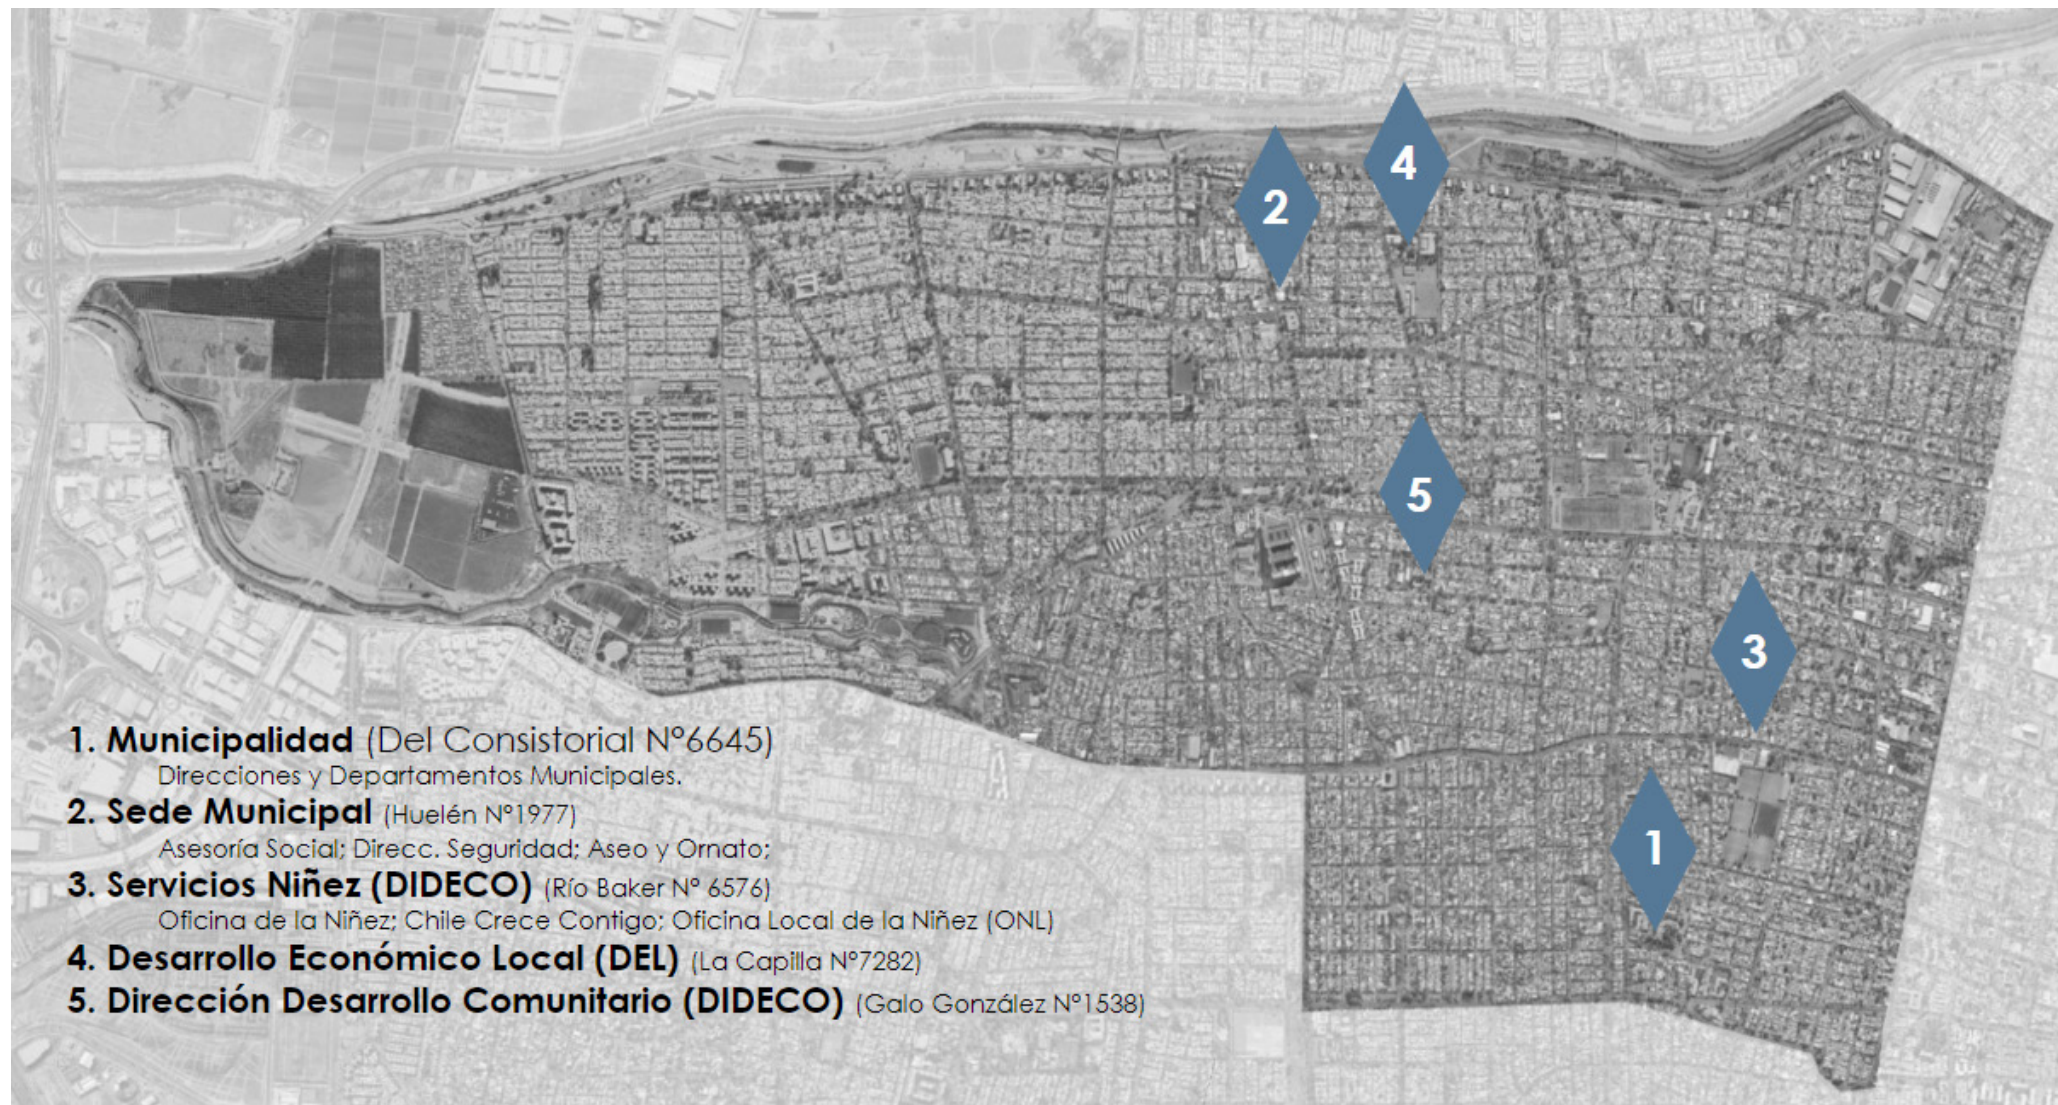 4
2
5
3
1
1. Municipalidad (Del Consistorial N°6645)
Direcciones y Departamentos Municipales.
2. Sede Municipal (Huelén N°1977)
Asesoría Social; Direcc. Seguridad; Aseo y Ornato;
3. Servicios Niñez (DIDECO) (Río Baker N° 6576)
Oficina de la Niñez; Chile Crece Contigo; Oficina Local de la Niñez (ONL)
4. Desarrollo Económico Local (DEL) (La Capilla N°7282)
5. Dirección Desarrollo Comunitario (DIDECO) (Galo González N°1538)